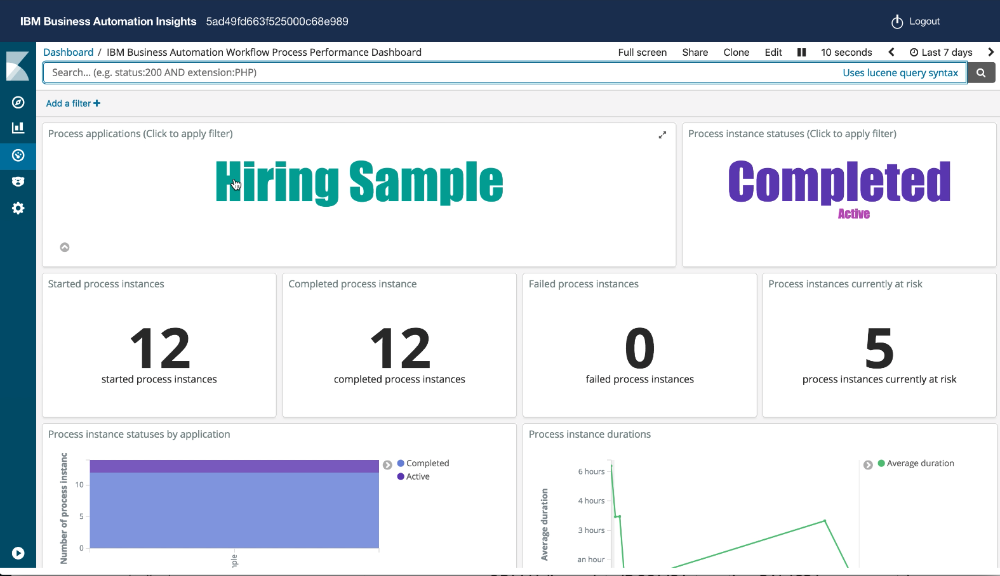 IBM Business Automation Insights 5ad49fd663f525000c68e989
Logout
Dashboard / IBM Business Automation Workflow Process Performance Dashboard
Full screen Share Clone Edit 10 seconds Last 7 days
Search... (e.g. status:200 AND extension:PHP)
Uses lucene query syntax
Add a filter
Process applications (Click to apply filter)
Hiring Sample
Process instance statuses (Click to apply filter)
Completed
Active
Started process instances
12
started process instances
Completed process instance
12
completed process instances
Failed process instances
0
failed process instances
Process instances currently at risk
5
process instances currently at risk
Process instance statuses by application
Number of process instanc
10
5
0
Completed
Active
Process instance durations
Average duration
6 hours
4 hours
3 hours
an hour
Average duration